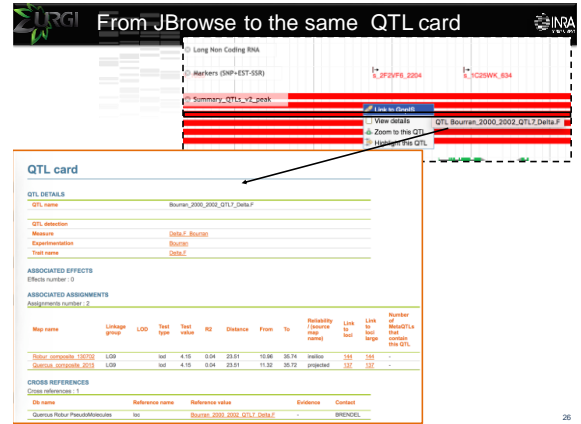 URGI
From JBrowse to the same QTL card
INRA
Long Non Coding RNA
Markers (SNP+EST-SSR)
s_2F2VF6_2204
s_1C25WK_634
Summary_QTLs_v2_peak
Link to GnpIS
View details
QTL Bourran_2000_2002_QTL7_Delta.F
Zoom to this QTL
Highlight this QTL
QTL card
QTL DETAILS
QTL name Bourran_2000_2002_QTL7_Delta.F
QTL detection
Measure Delta.F_Bourran
Experimentation Bourran
Trait name Delta.F
ASSOCIATED EFFECTS
Effects number : 0
ASSOCIATED ASSIGNMENTS
Assignments number : 2
Map name Linkage group LOD Test type Test value R2 Distance From To Reliability / (source map name) Link to loci Link to loci large Number of MetaQTLs that contain this QTL
Robur_composite_130702 LG9 lod 4.15 0.04 23.51 10.98 35.74 insilico 144 144 -
Quercus_composite_2015 LG9 lod 4.15 0.04 23.51 11.32 35.72 projected 137 137 -
CROSS REFERENCES
Cross references : 1
Db name Reference name Reference value Evidence Contact
Quercus Robur PseudoMolecules loc Bourran_2000_2002_QTL7_Delta.F - BRENDEL
26